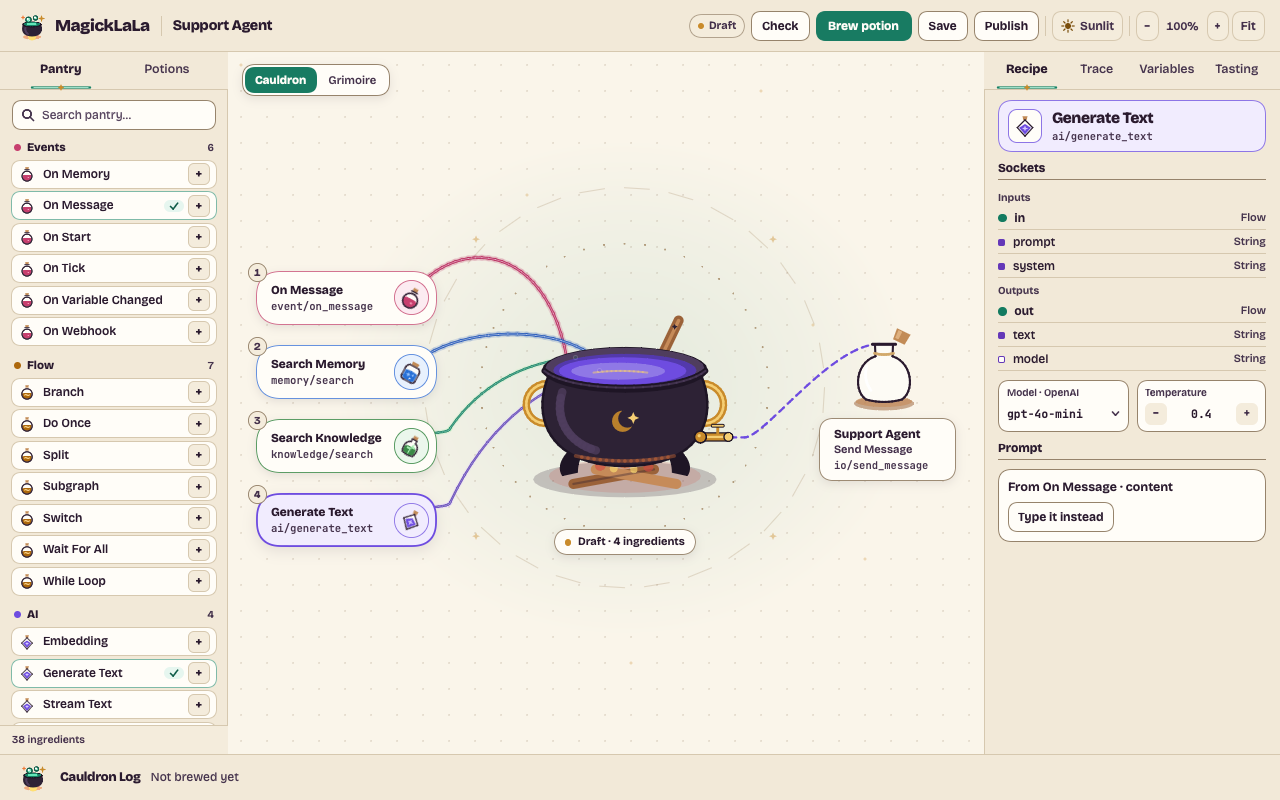 MagickLaLa
Support Agent
Draft
Check
Brew potion
Save
Publish
Sunlit
−
100%
+
Fit
Pantry
Potions
Search pantry...
Events 6
On Memory +
On Message +
On Start +
On Tick +
On Variable Changed +
On Webhook +
Flow 7
Branch +
Do Once +
Split +
Subgraph +
Switch +
Wait For All +
While Loop +
AI 4
Embedding +
Generate Text +
Stream Text +
38 ingredients
Cauldron
Grimoire
1
On Message
event/on_message
2
Search Memory
memory/search
3
Search Knowledge
knowledge/search
4
Generate Text
ai/generate_text
Draft · 4 ingredients
Support Agent
Send Message
io/send_message
Recipe
Trace
Variables
Tasting
Generate Text
ai/generate_text
Sockets
Inputs
in Flow
prompt String
system String
Outputs
out Flow
text String
model String
Model · OpenAI
gpt-4o-mini
Temperature
− 0.4 +
Prompt
From On Message · content
Type it instead
Cauldron Log Not brewed yet